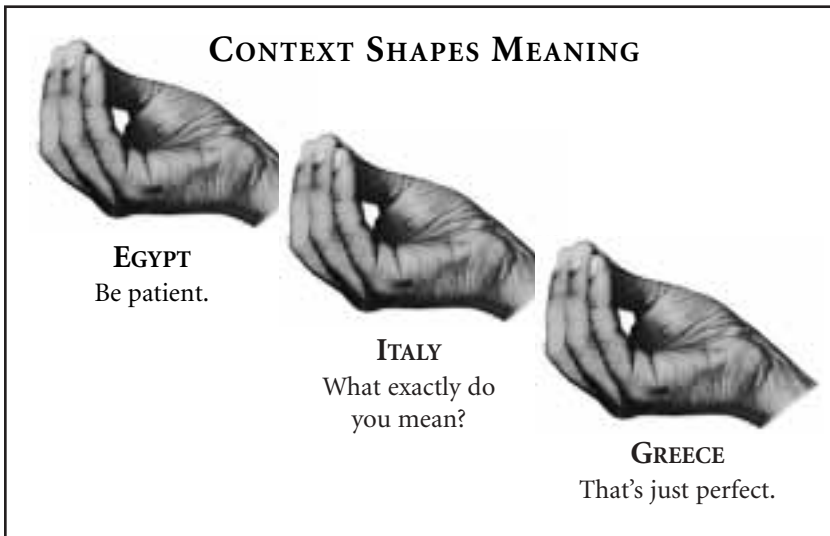 CONTEXT SHAPES MEANING
EGYPT
Be patient.
ITALY
What exactly do
you mean?
GREECE
That's just perfect.